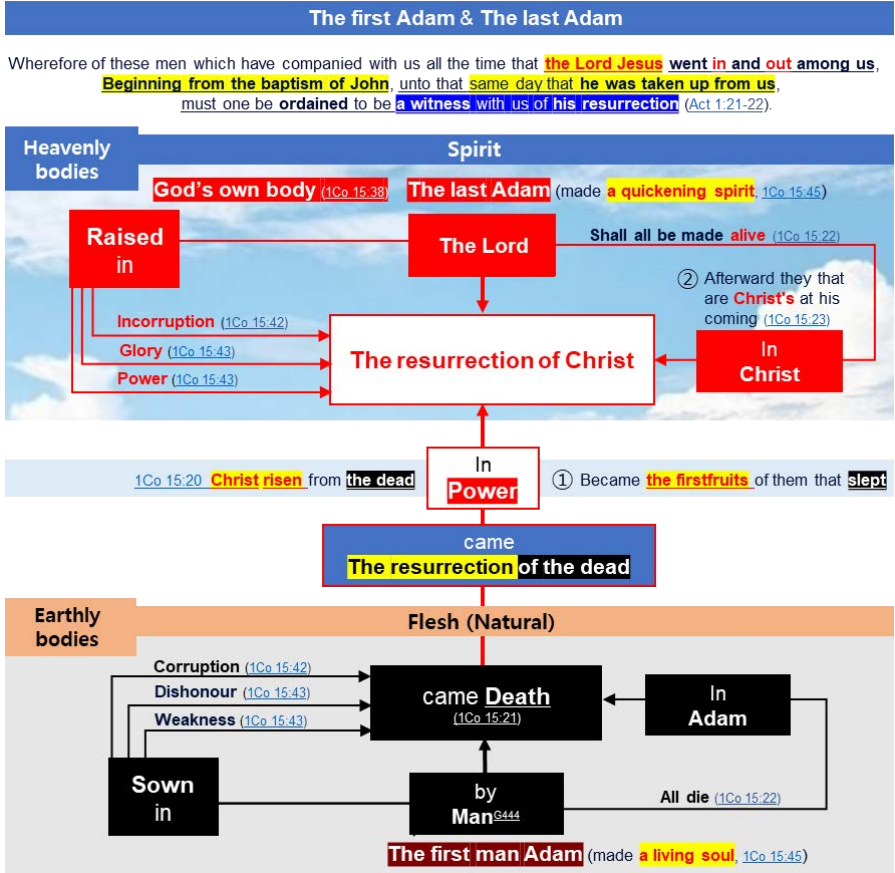 The first Adam & The last Adam
Wherefore of these men which have companied with us all the time that the Lord Jesus went in and out among us,
Beginning from the baptism of John, unto that same day that he was taken up from us,
must one be ordained to be a witness with us of his resurrection (Act 1:21-22).
Heavenly
bodies
Spirit
God's own body (1Co 15:38)
The last Adam (made a quickening spirit, 1Co 15:45)
Raised
in
The Lord
Shall all be made alive (1Co 15:22)
② Afterward they that
are Christ's at his
coming (1Co 15:23)
Incorruption (1Co 15:42)
Glory (1Co 15:43)
Power (1Co 15:43)
The resurrection of Christ
In
Christ
1Co 15:20 Christ risen from the dead
In
Power
① Became the firstfruits of them that slept
came
The resurrection of the dead
Earthly
bodies
Flesh (Natural)
Corruption (1Co 15:42)
Dishonour (1Co 15:43)
Weakness (1Co 15:43)
came Death
(1Co 15:21)
In
Adam
Sown
in
by
Man G444
All die (1Co 15:22)
The first man Adam (made a living soul, 1Co 15:45)